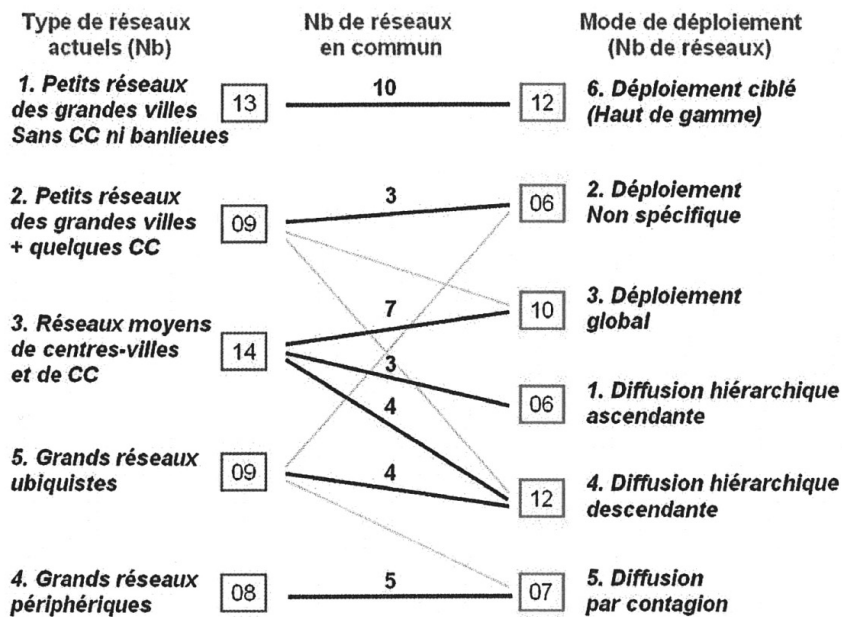 Type de réseaux
actuels (Nb)
Nb de réseaux
en commun
Mode de déploiement
(Nb de réseaux)
1. Petits réseaux
des grandes villes
Sans CC ni banlieues
13
10
12
6. Déploiement ciblé
(Haut de gamme)
2. Petits réseaux
des grandes villes
+ quelques CC
09
3
06
2. Déploiement
Non spécifique
7
10
3. Déploiement
global
3. Réseaux moyens
de centres-villes
et de CC
14
3
4
06
1. Diffusion hiérarchique
ascendante
5. Grands réseaux
ubiquistes
09
4
12
4. Diffusion hiérarchique
descendante
4. Grands réseaux
périphériques
08
5
07
5. Diffusion
par contagion